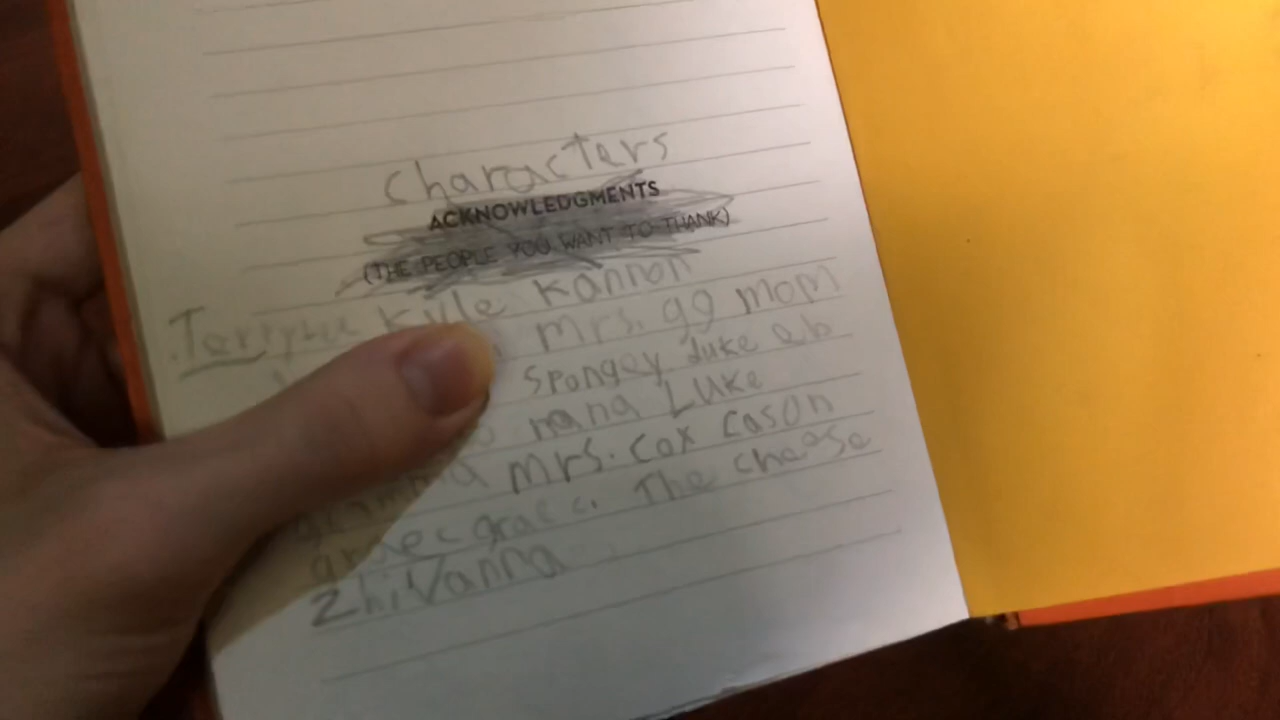 characters
ACKNOWLEDGMENTS
(THE PEOPLE YOU WANT TO THANK)
Kyle Kannon
mrs. gg mom
spongey duke
nana Luke
mrs. cox cason
grace c. The cheese
Zhivanna